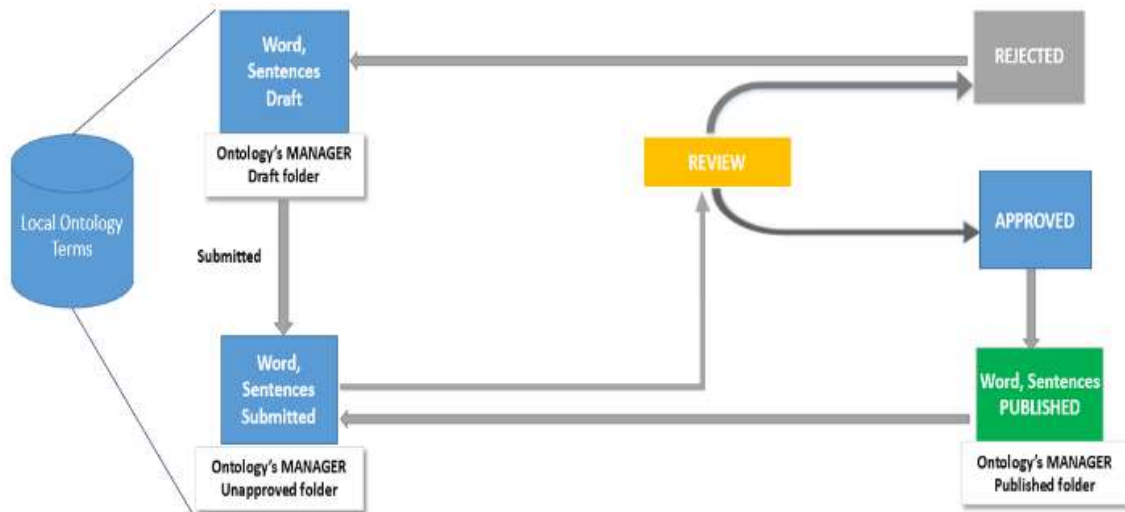 Word,
Sentences
Draft
Ontology's MANAGER
Draft folder
REJECTED
REVIEW
Local Ontology
Terms
APPROVED
Submitted
Word,
Sentences
Submitted
Ontology's MANAGER
Unapproved folder
Word, Sentences
PUBLISHED
Ontology's MANAGER
Published folder